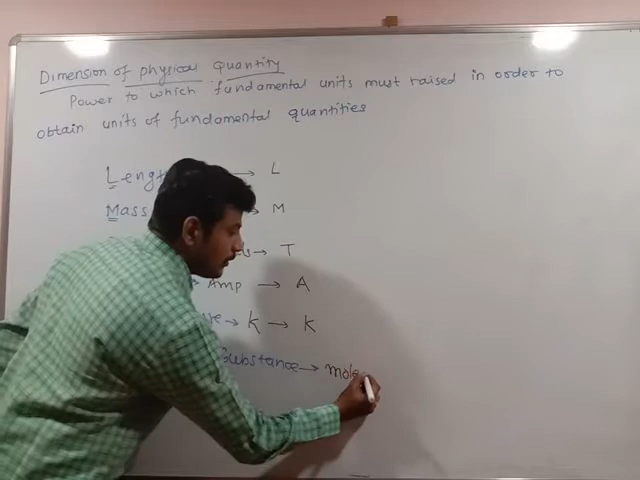 Dimension of physical Quantity
Power to which fundamental units must raised in order to
obtain units of fundamental quantities
Length → L
Mass → M
→ T
Amp → A
→ K → K
Substance → mole